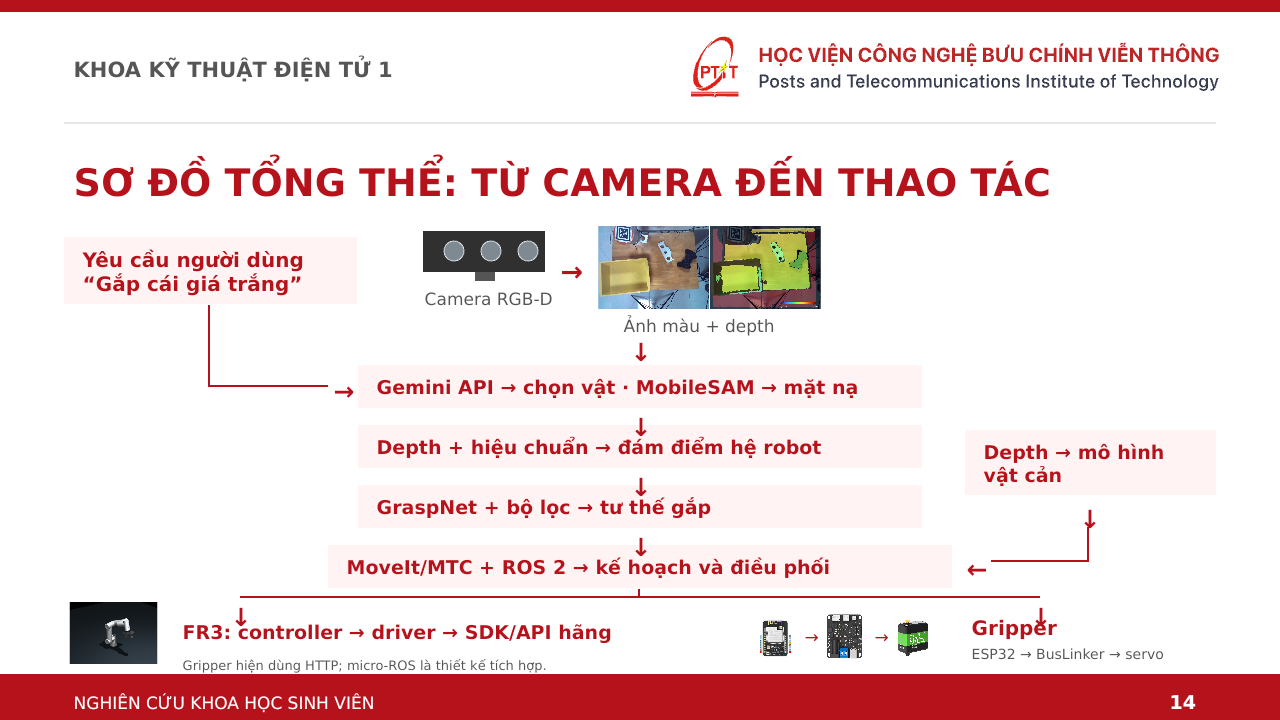 KHOA KỸ THUẬT ĐIỆN TỬ 1
PTIT
HỌC VIỆN CÔNG NGHỆ BƯU CHÍNH VIỄN THÔNG
Posts and Telecommunications Institute of Technology
SƠ ĐỒ TỔNG THỂ: TỪ CAMERA ĐẾN THAO TÁC
Yêu cầu người dùng
“Gắp cái giá trắng”
→
Camera RGB-D
Ảnh màu + depth
↓
→ Gemini API → chọn vật · MobileSAM → mặt nạ
↓
Depth + hiệu chuẩn → đám điểm hệ robot
Depth → mô hình
vật cản
↓
GraspNet + bộ lọc → tư thế gắp
↓
↓
MoveIt/MTC + ROS 2 → kế hoạch và điều phối
←
↓
↓
FR3: controller → driver → SDK/API hãng
Gripper hiện dùng HTTP; micro-ROS là thiết kế tích hợp.
→ →
Gripper
ESP32 → BusLinker → servo
NGHIÊN CỨU KHOA HỌC SINH VIÊN
14